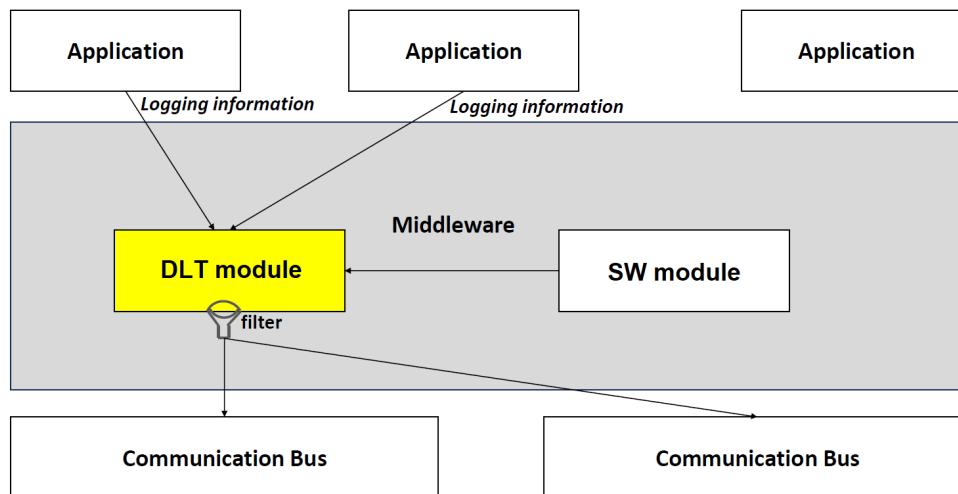 Application
Application
Application
Logging information
Logging information
Middleware
DLT module
SW module
filter
Communication Bus
Communication Bus